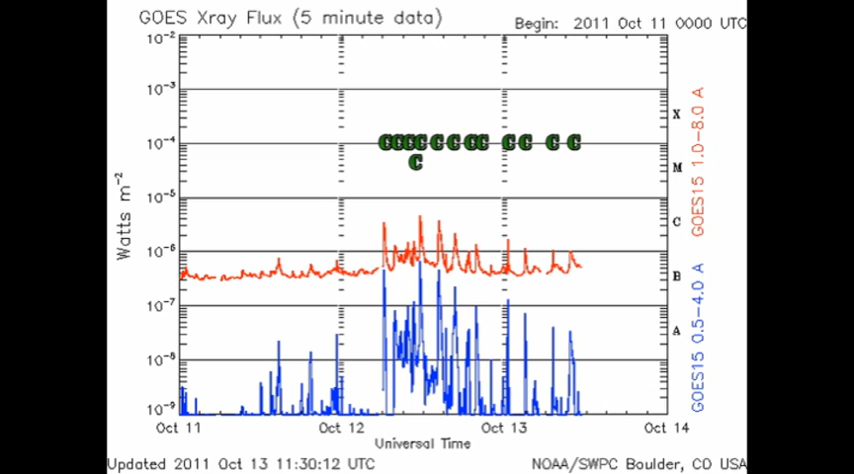 GOES Xray Flux (5 minute data)
Begin: 2011 Oct 11 0000 UTC
10⁻²
10⁻³
10⁻⁴
10⁻⁵
10⁻⁶
10⁻⁷
10⁻⁸
10⁻⁹
Watts m⁻²
C C C C C C C C C C C C
C
X
M
C
B
A
GOES15 1.0-8.0 A
GOES15 0.5-4.0 A
Oct 11
Oct 12
Oct 13
Oct 14
Universal Time
Updated 2011 Oct 13 11:30:12 UTC
NOAA/SWPC Boulder, CO USA